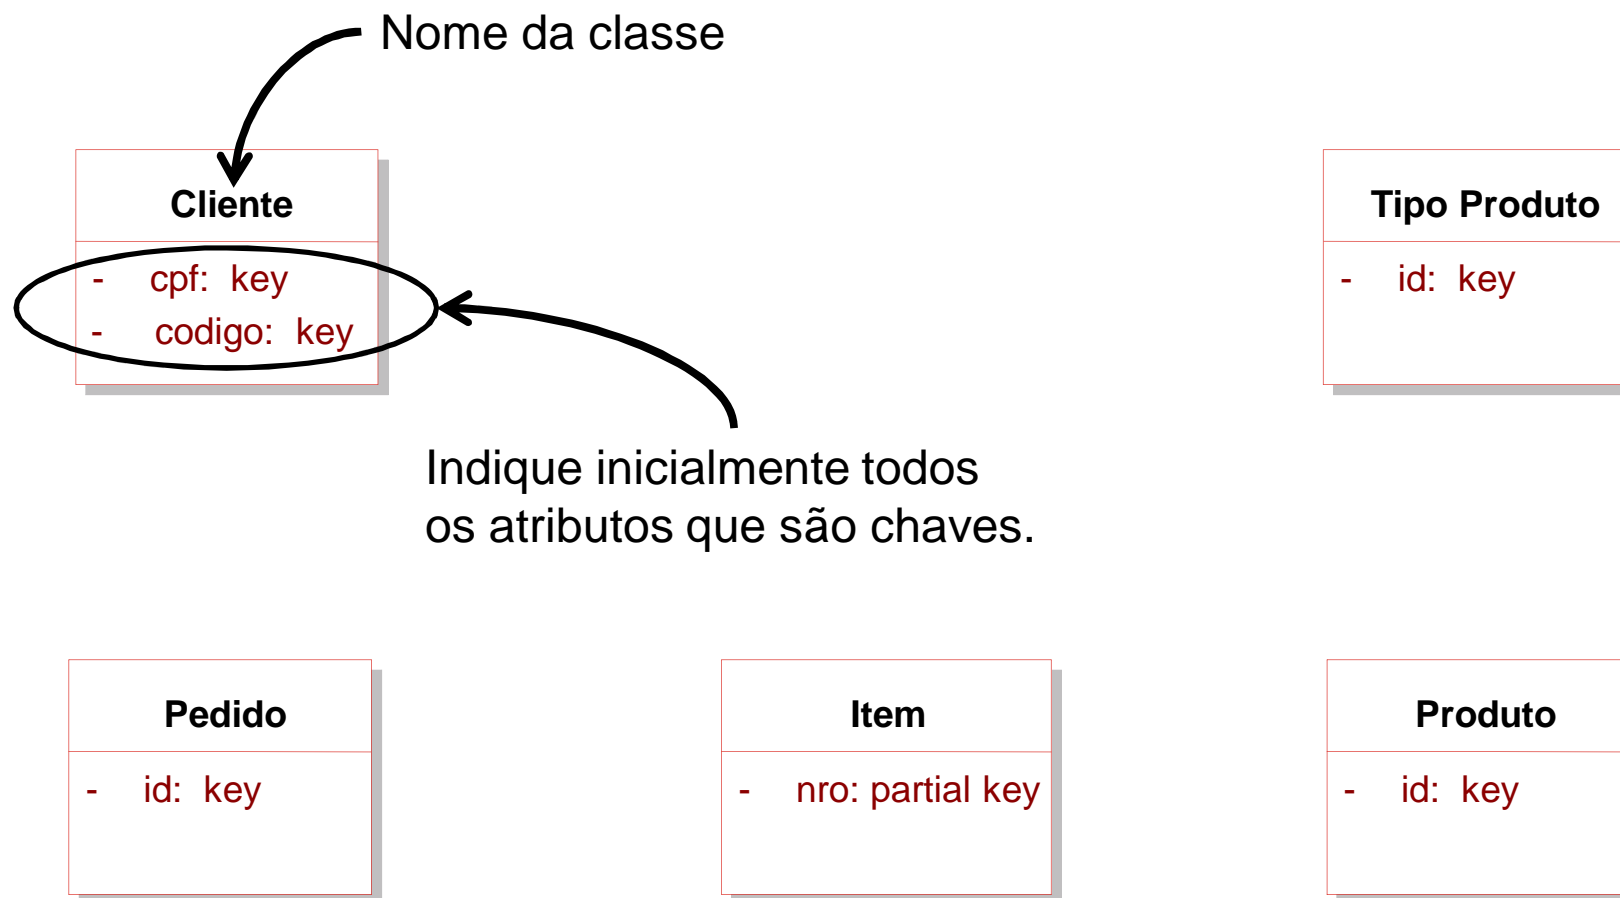 Nome da classe
Cliente
- cpf: key
- codigo: key
Tipo Produto
- id: key
Indique inicialmente todos
os atributos que são chaves.
Pedido
- id: key
Item
- nro: partial key
Produto
- id: key